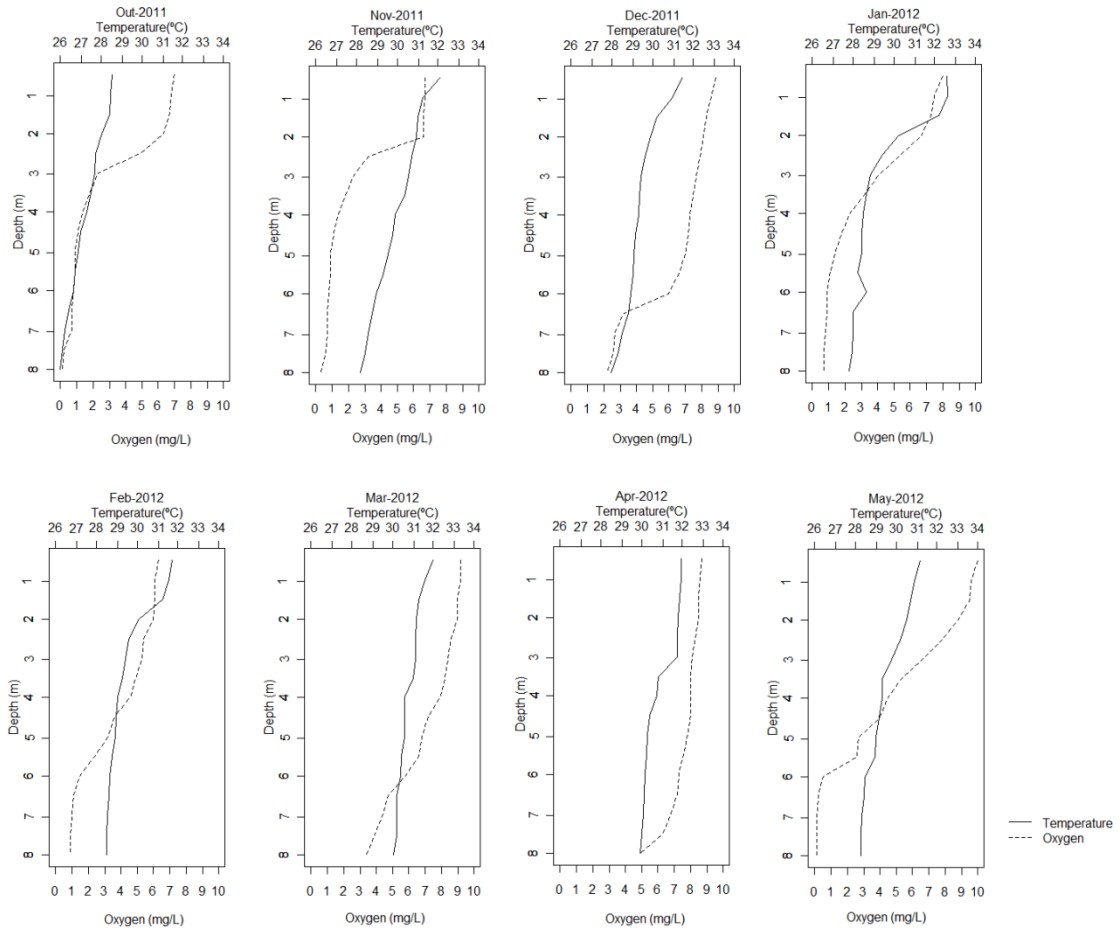 Out-2011
Temperature(ºC)
26 27 28 29 30 31 32 33 34
Depth (m)
1
2
3
4
5
6
7
8
0 1 2 3 4 5 6 7 8 9 10
Oxygen (mg/L)
Nov-2011
Temperature(ºC)
26 27 28 29 30 31 32 33 34
Depth (m)
1
2
3
4
5
6
7
8
0 1 2 3 4 5 6 7 8 9 10
Oxygen (mg/L)
Dec-2011
Temperature(ºC)
26 27 28 29 30 31 32 33 34
Depth (m)
1
2
3
4
5
6
7
8
0 1 2 3 4 5 6 7 8 9 10
Oxygen (mg/L)
Jan-2012
Temperature(ºC)
26 27 28 29 30 31 32 33 34
Depth (m)
1
2
3
4
5
6
7
8
0 1 2 3 4 5 6 7 8 9 10
Oxygen (mg/L)
Feb-2012
Temperature(ºC)
26 27 28 29 30 31 32 33 34
Depth (m)
1
2
3
4
5
6
7
8
0 1 2 3 4 5 6 7 8 9 10
Oxygen (mg/L)
Mar-2012
Temperature(ºC)
26 27 28 29 30 31 32 33 34
Depth (m)
1
2
3
4
5
6
7
8
0 1 2 3 4 5 6 7 8 9 10
Oxygen (mg/L)
Apr-2012
Temperature(ºC)
26 27 28 29 30 31 32 33 34
Depth (m)
1
2
3
4
5
6
7
8
0 1 2 3 4 5 6 7 8 9 10
Oxygen (mg/L)
May-2012
Temperature(ºC)
26 27 28 29 30 31 32 33 34
Depth (m)
1
2
3
4
5
6
7
8
0 1 2 3 4 5 6 7 8 9 10
Oxygen (mg/L)
Temperature
Oxygen